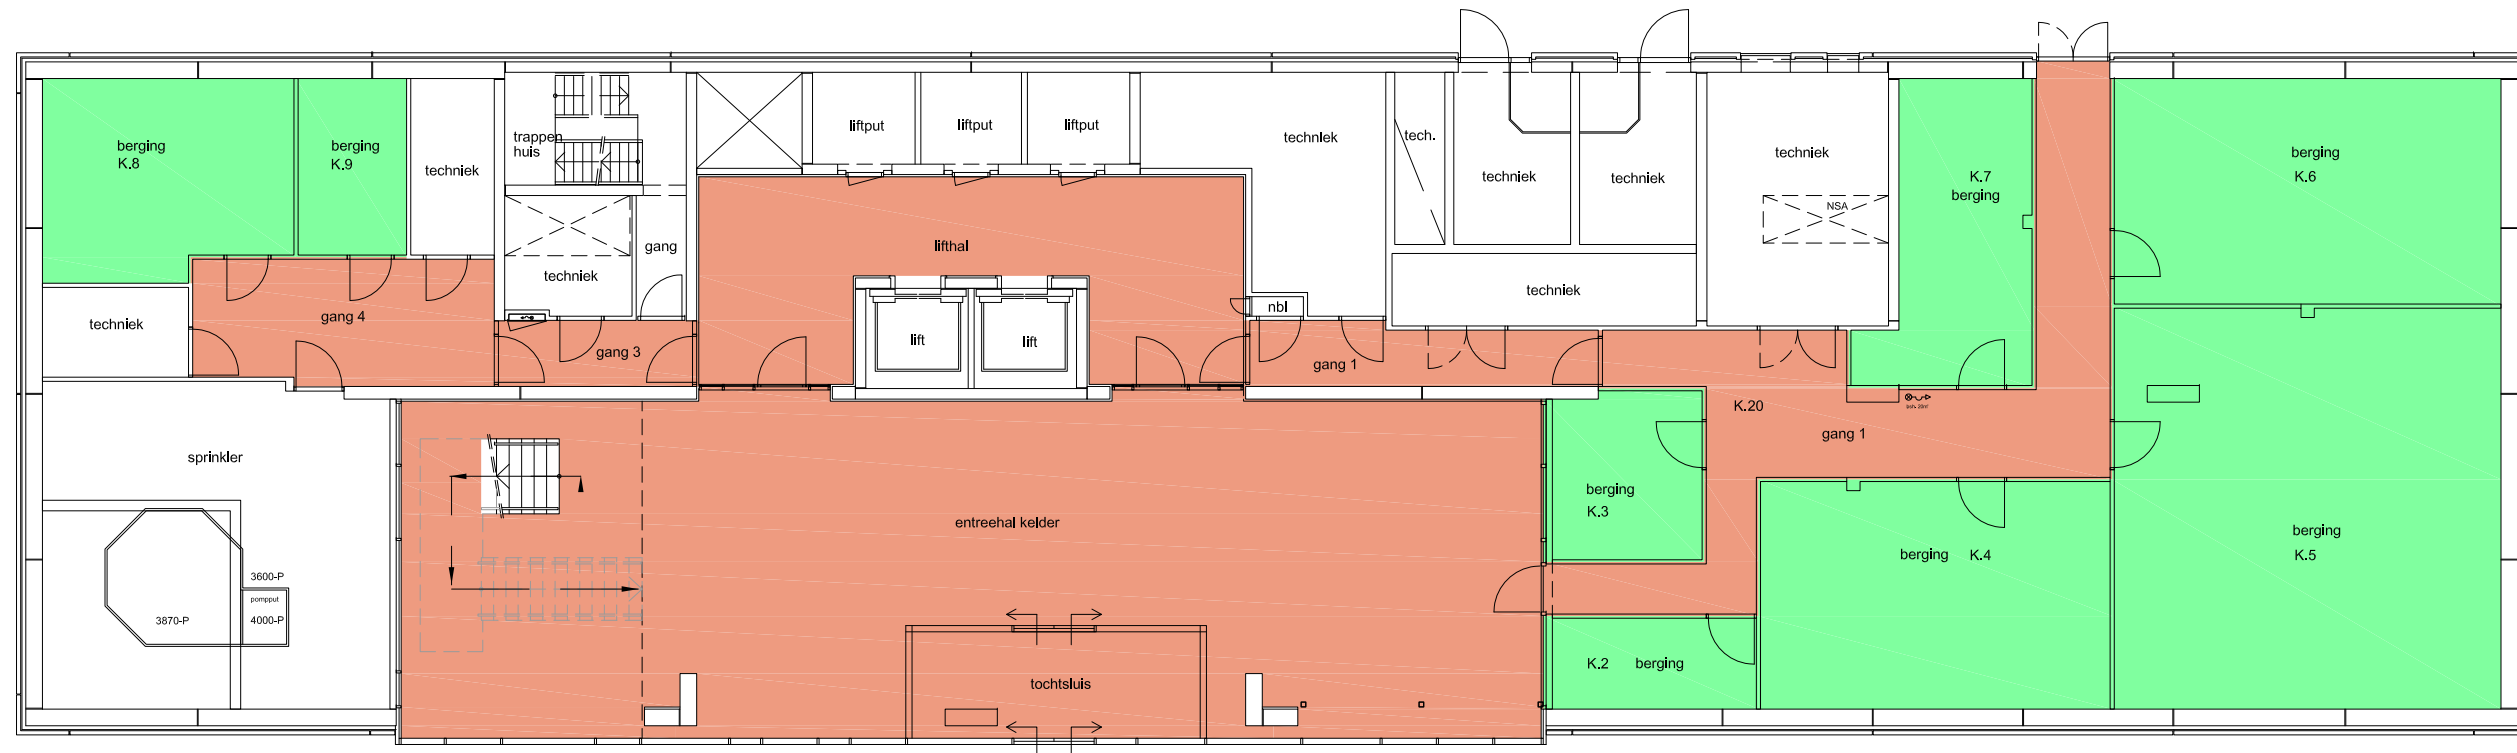 berging
K.8
berging
K.9
techniek
trappen
huis
liftput
liftput
liftput
techniek
tech.
techniek
techniek
techniek
NSA
K.7
berging
berging
K.6
techniek
gang
lifthal
techniek
nbl
techniek
gang 4
gang 3
lift
lift
gang 1
K.20
gang 1
sprinkler
entreehal kelder
berging
K.3
berging K.4
berging
K.5
3600-P
pompput
4000-P
3870-P
tochtsluis
K.2 berging